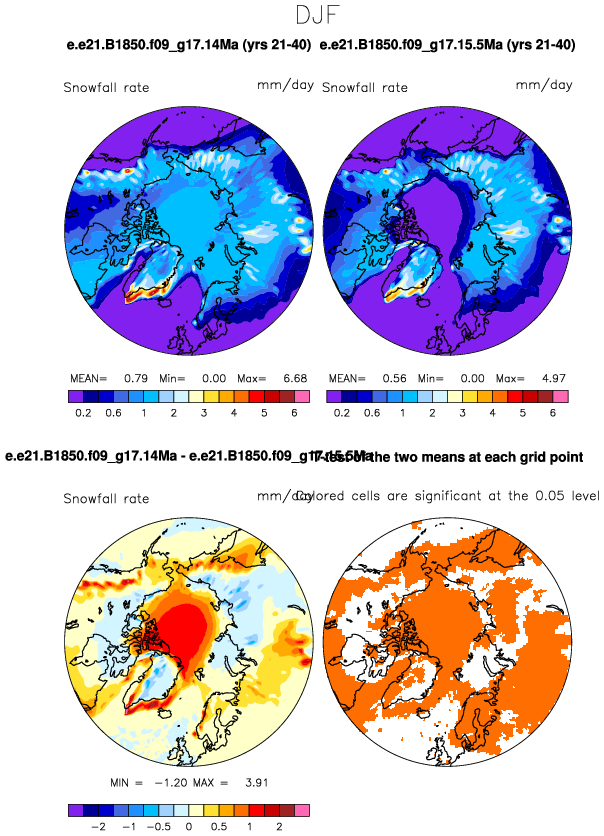 DJF
e.e21.B1850.f09_g17.14Ma (yrs 21-40) e.e21.B1850.f09_g17.15.5Ma (yrs 21-40)
Snowfall rate mm/day Snowfall rate mm/day
MEAN= 0.79 Min= 0.00 Max= 6.68 MEAN= 0.56 Min= 0.00 Max= 4.97
0.2 0.6 1 2 3 4 5 6 0.2 0.6 1 2 3 4 5 6
e.e21.B1850.f09_g17.14Ma - e.e21.B1850.f09_g17.15.5Ma T-test of the two means at each grid point
Snowfall rate mm/day Colored cells are significant at the 0.05 level
MIN = -1.20 MAX = 3.91
-2 -1 -0.5 0 0.5 1 2